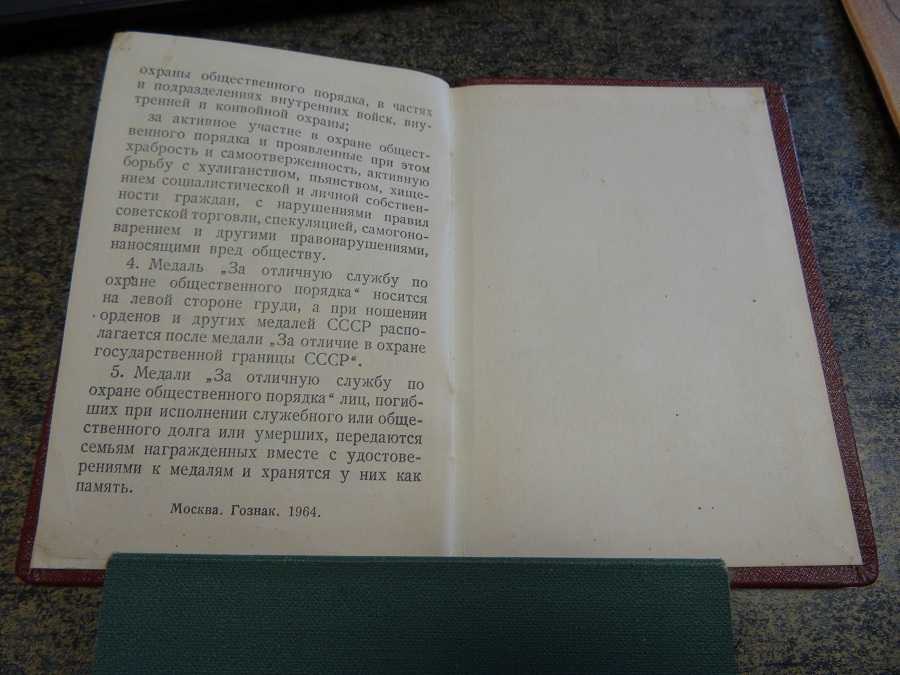 охраны общественного порядка, в частях
и подразделениях внутренних войск, вну-
тренней и конвойной охраны;
за активное участие в охране общест-
венного порядка и проявленные при этом
храбрость и самоотверженность, активную
борьбу с хулиганством, пьянством, хище-
нием социалистической и личной собствен-
ности граждан, с нарушениями правил
советской торговли, спекуляцией, самогоно-
варением и другими правонарушениями,
наносящими вред обществу.
4. Медаль „За отличную службу по
охране общественного порядка“ носится
на левой стороне груди, а при ношении
орденов и других медалей СССР распо-
лагается после медали „За отличие в охране
государственной границы СССР“.
5. Медали „За отличную службу по
охране общественного порядка“ лиц, погиб-
ших при исполнении служебного или обще-
ственного долга или умерших, передаются
семьям награжденных вместе с удостове-
рениями к медалям и хранятся у них как
память.
Москва. Гознак. 1964.